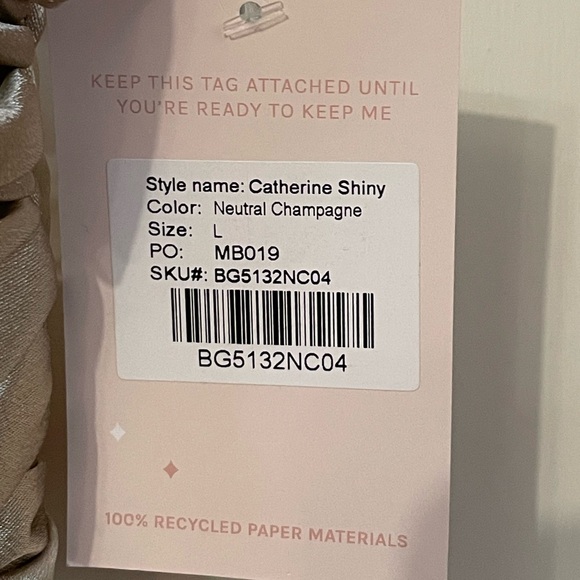 KEEP THIS TAG ATTACHED UNTIL
YOU'RE READY TO KEEP ME
Style name: Catherine Shiny
Color: Neutral Champagne
Size: L
PO: MB019
SKU#: BG5132NC04
BG5132NC04
100% RECYCLED PAPER MATERIALS